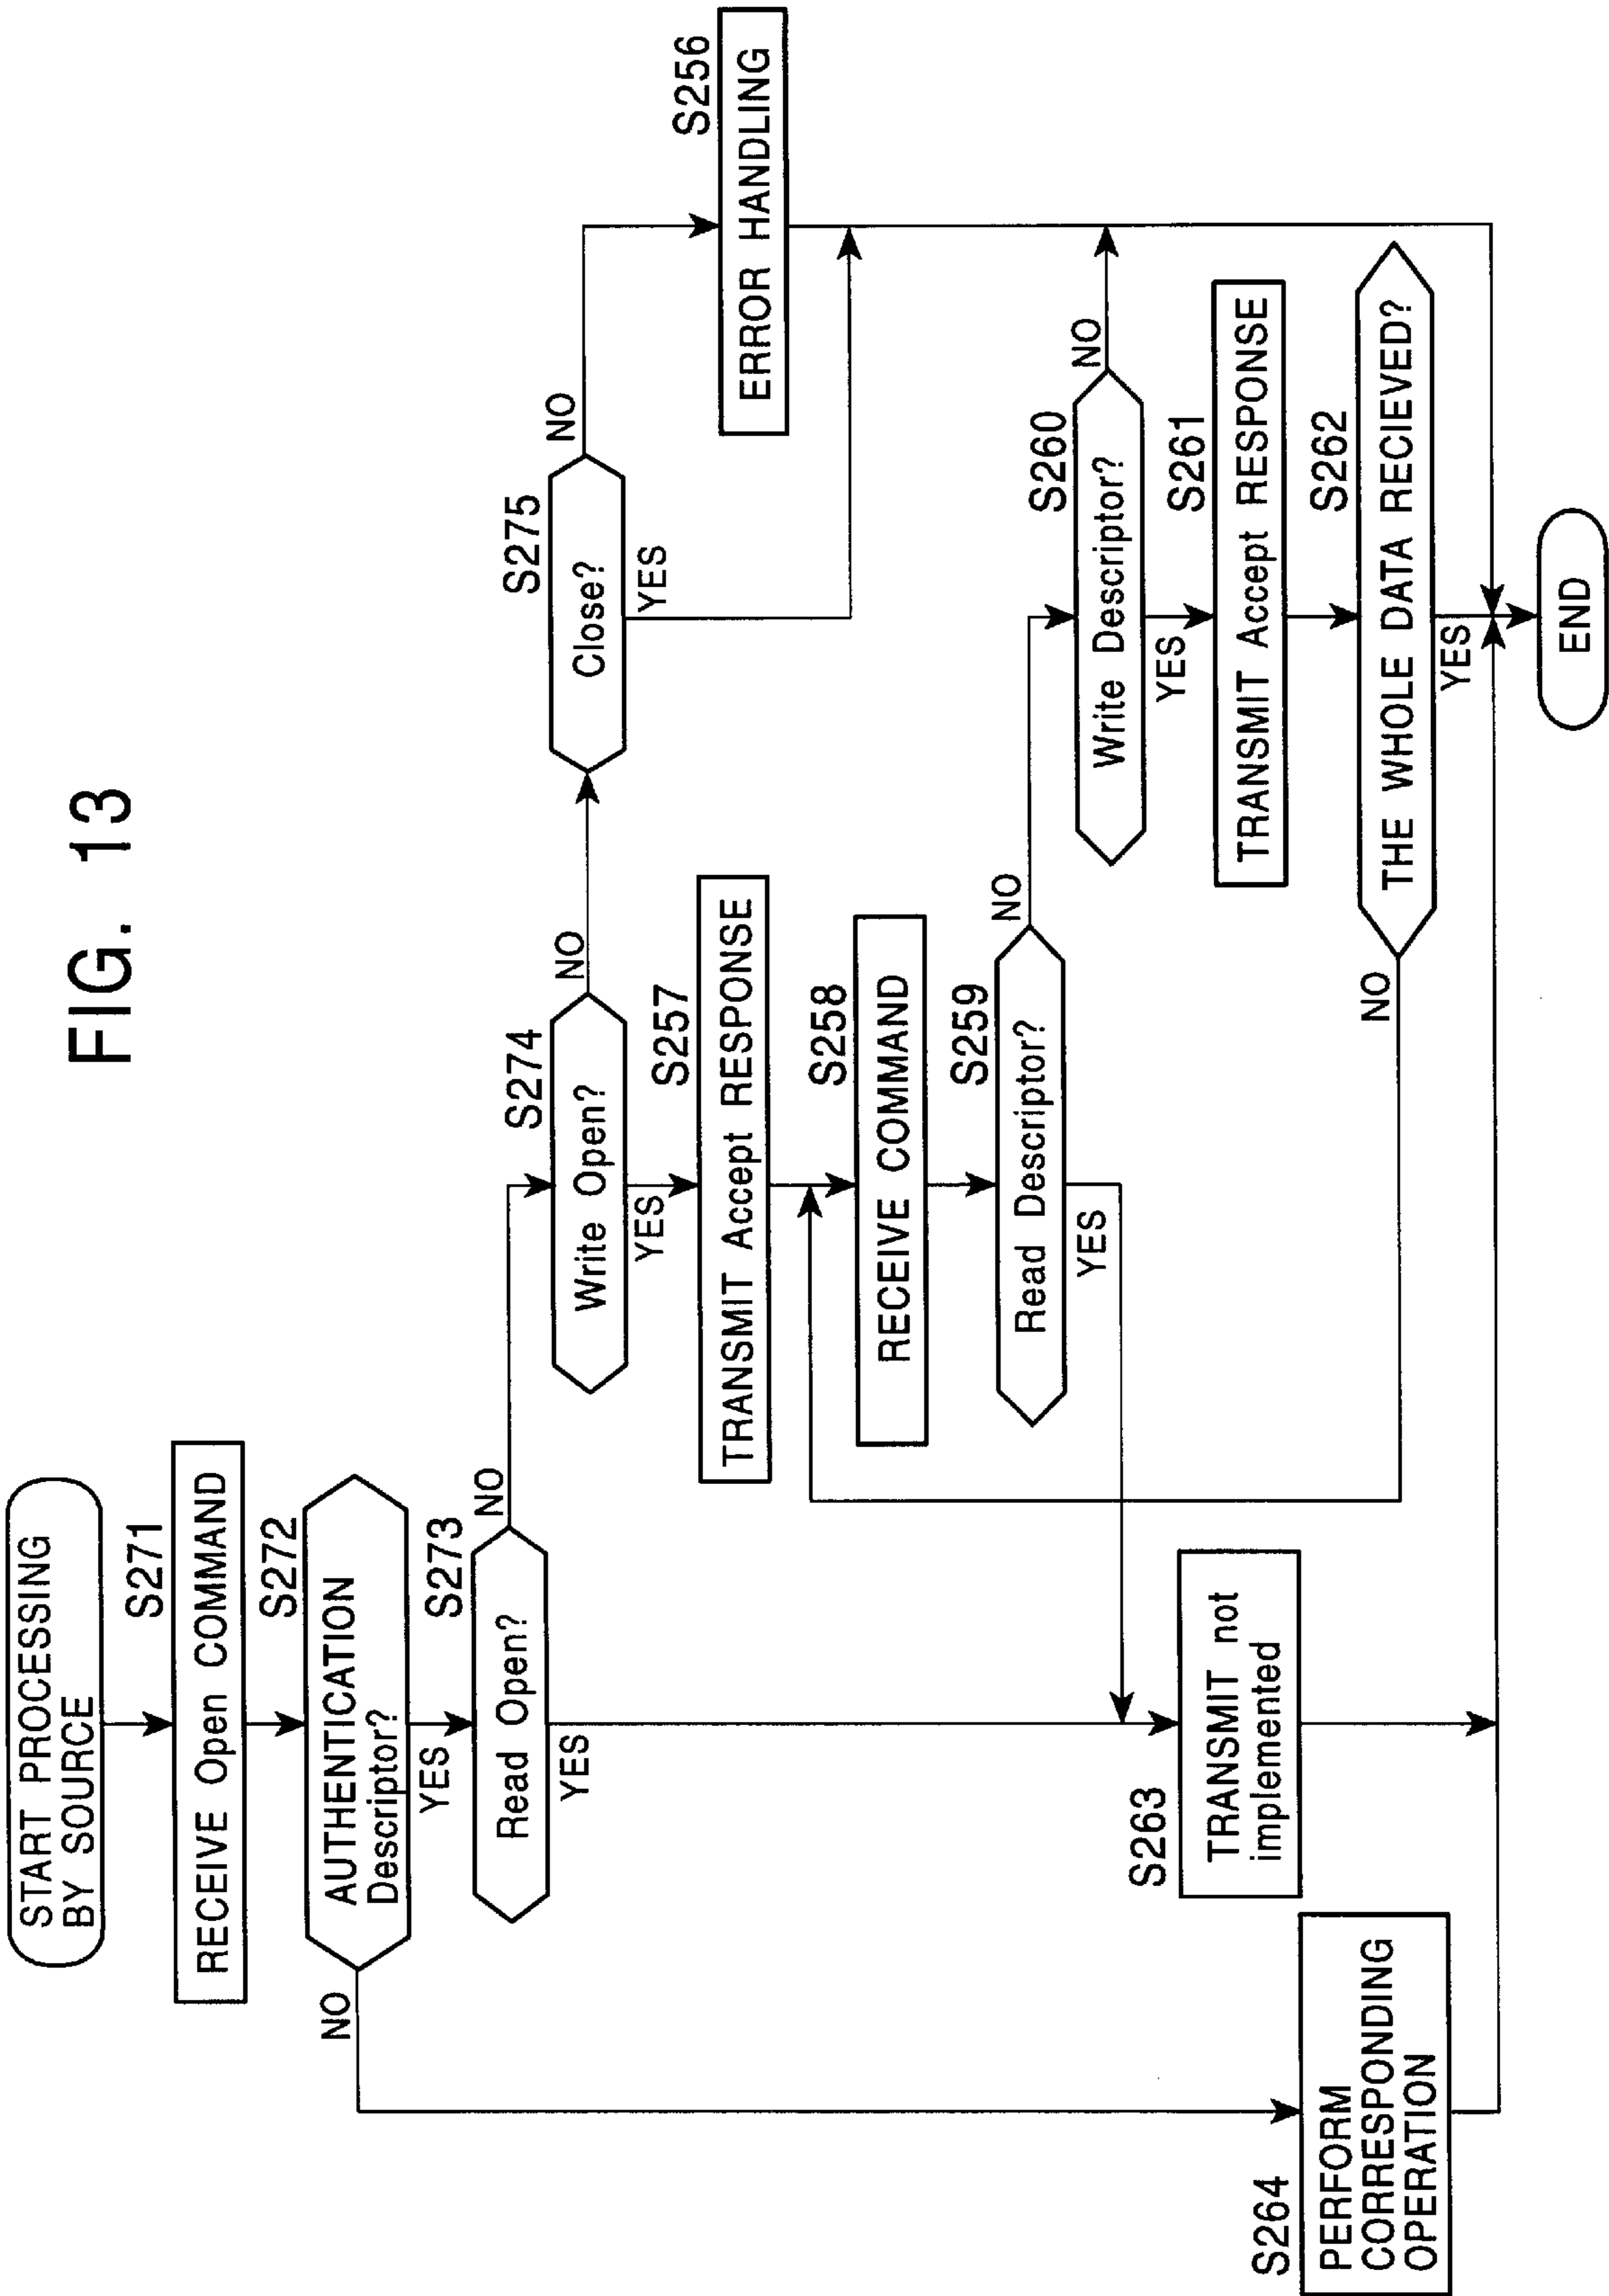 FIG. 13
START PROCESSING
BY SOURCE
S271
RECEIVE Open COMMAND
S272
AUTHENTICATION
Descriptor?
NO
YES
S273
Read Open?
NO
YES
S274
Write Open?
NO
YES
S275
Close?
NO
YES
S256
ERROR HANDLING
S257
TRANSMIT Accept RESPONSE
S258
RECEIVE COMMAND
S259
Read Descriptor?
NO
YES
S260
Write Descriptor?
NO
YES
S261
TRANSMIT Accept RESPONSE
S262
THE WHOLE DATA RECIEVED?
NO
YES
S263
TRANSMIT not
implemented
S264
PERFORM
CORRESPONDING
OPERATION
END